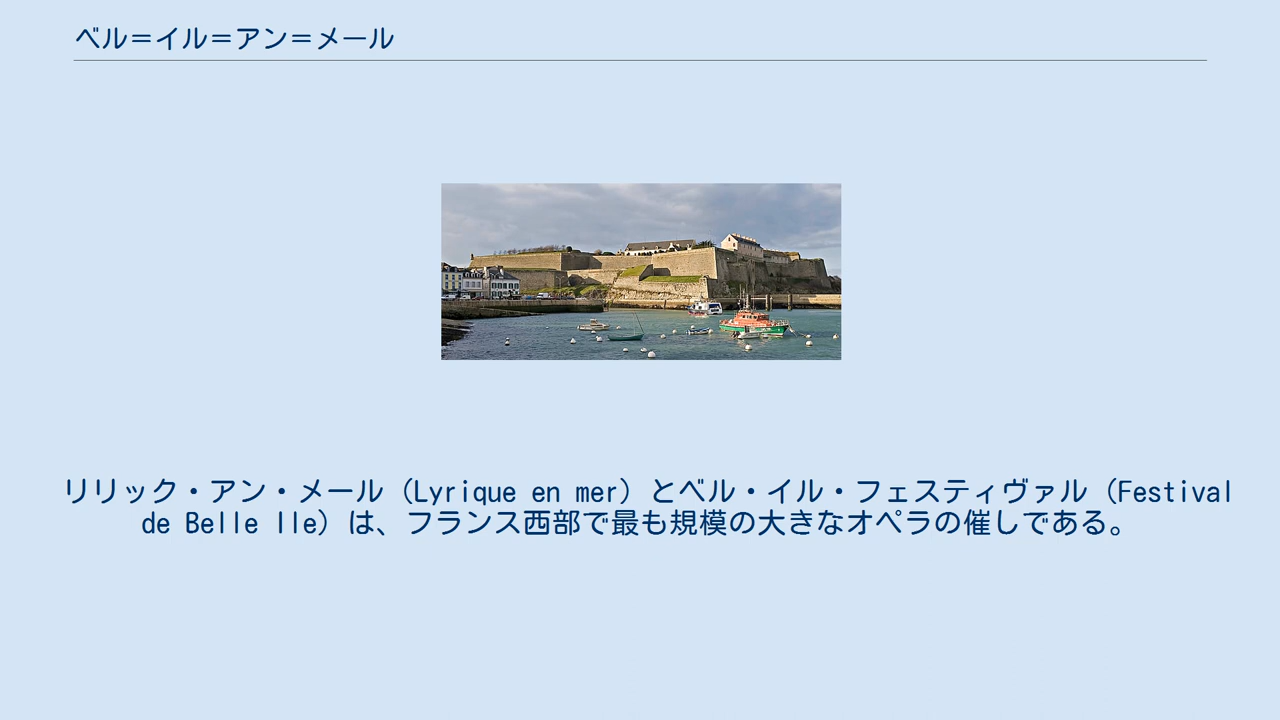 ベル＝イル＝アン＝メール
リリック・アン・メール（Lyrique en mer）とベル・イル・フェスティヴァル（Festival
de Belle lle）は、フランス西部で最も規模の大きなオペラの催しである。